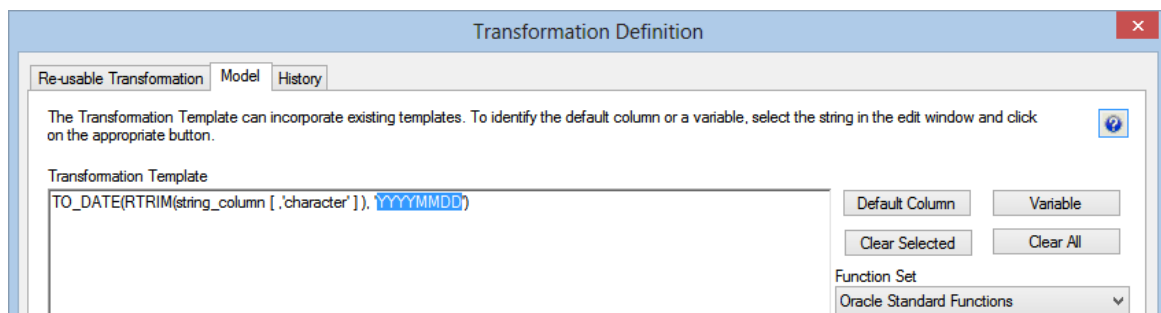 Transformation Definition
Re-usable Transformation Model History
The Transformation Template can incorporate existing templates. To identify the default column or a variable, select the string in the edit window and click
on the appropriate button.
Transformation Template
TO_DATE(RTRIM(string_column [ ,'character' ] ), 'YYYYMMDD')
Default Column Variable
Clear Selected Clear All
Function Set
Oracle Standard Functions